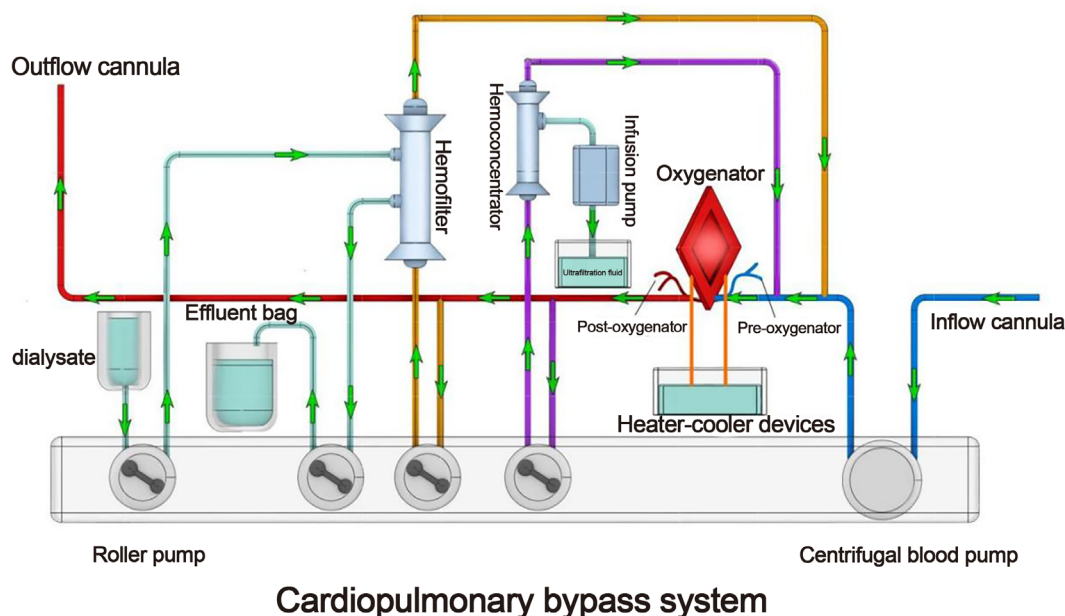 Outflow cannula
Hemofilter
Hemoconcentrator
Infusion pump
Ultrafiltration fluid
Oxygenator
Post-oxygenator
Pre-oxygenator
Inflow cannula
Effluent bag
dialysate
Heater-cooler devices
Roller pump
Centrifugal blood pump
Cardiopulmonary bypass system